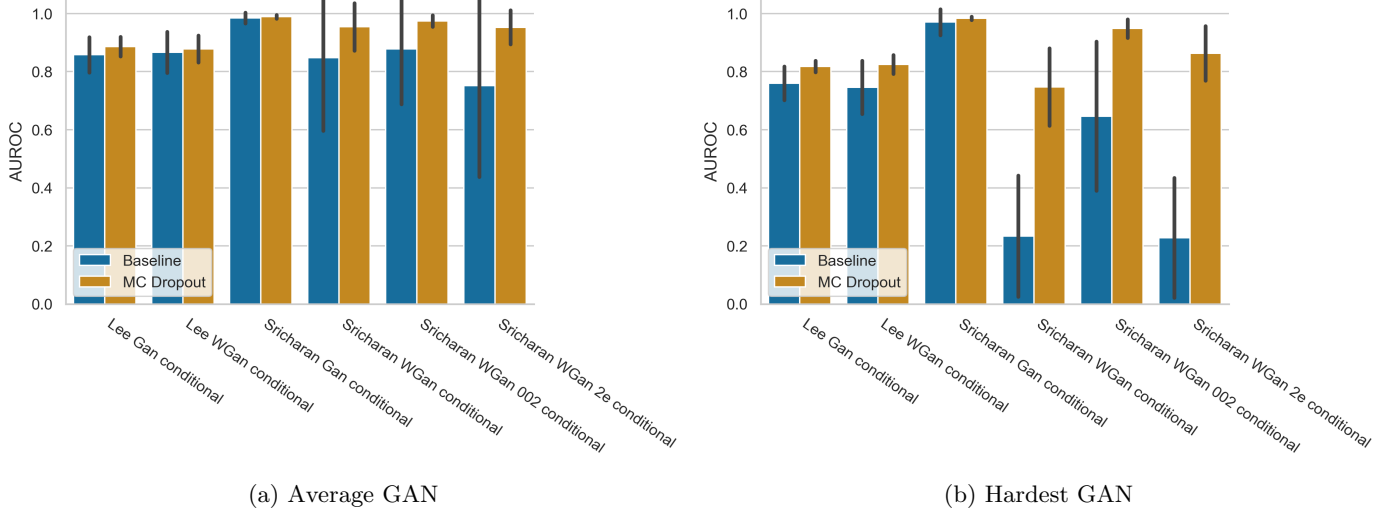 1.0
0.8
0.6
0.4
0.2
0.0
AUROC
Baseline
MC Dropout
Lee Gan conditional
Lee WGan conditional
Sricharan Gan conditional
Sricharan WGan conditional
Sricharan WGan 002 conditional
Sricharan WGan 2e conditional
(a) Average GAN
1.0
0.8
0.6
0.4
0.2
0.0
AUROC
Baseline
MC Dropout
Lee Gan conditional
Lee WGan conditional
Sricharan Gan conditional
Sricharan WGan conditional
Sricharan WGan 002 conditional
Sricharan WGan 2e conditional
(b) Hardest GAN